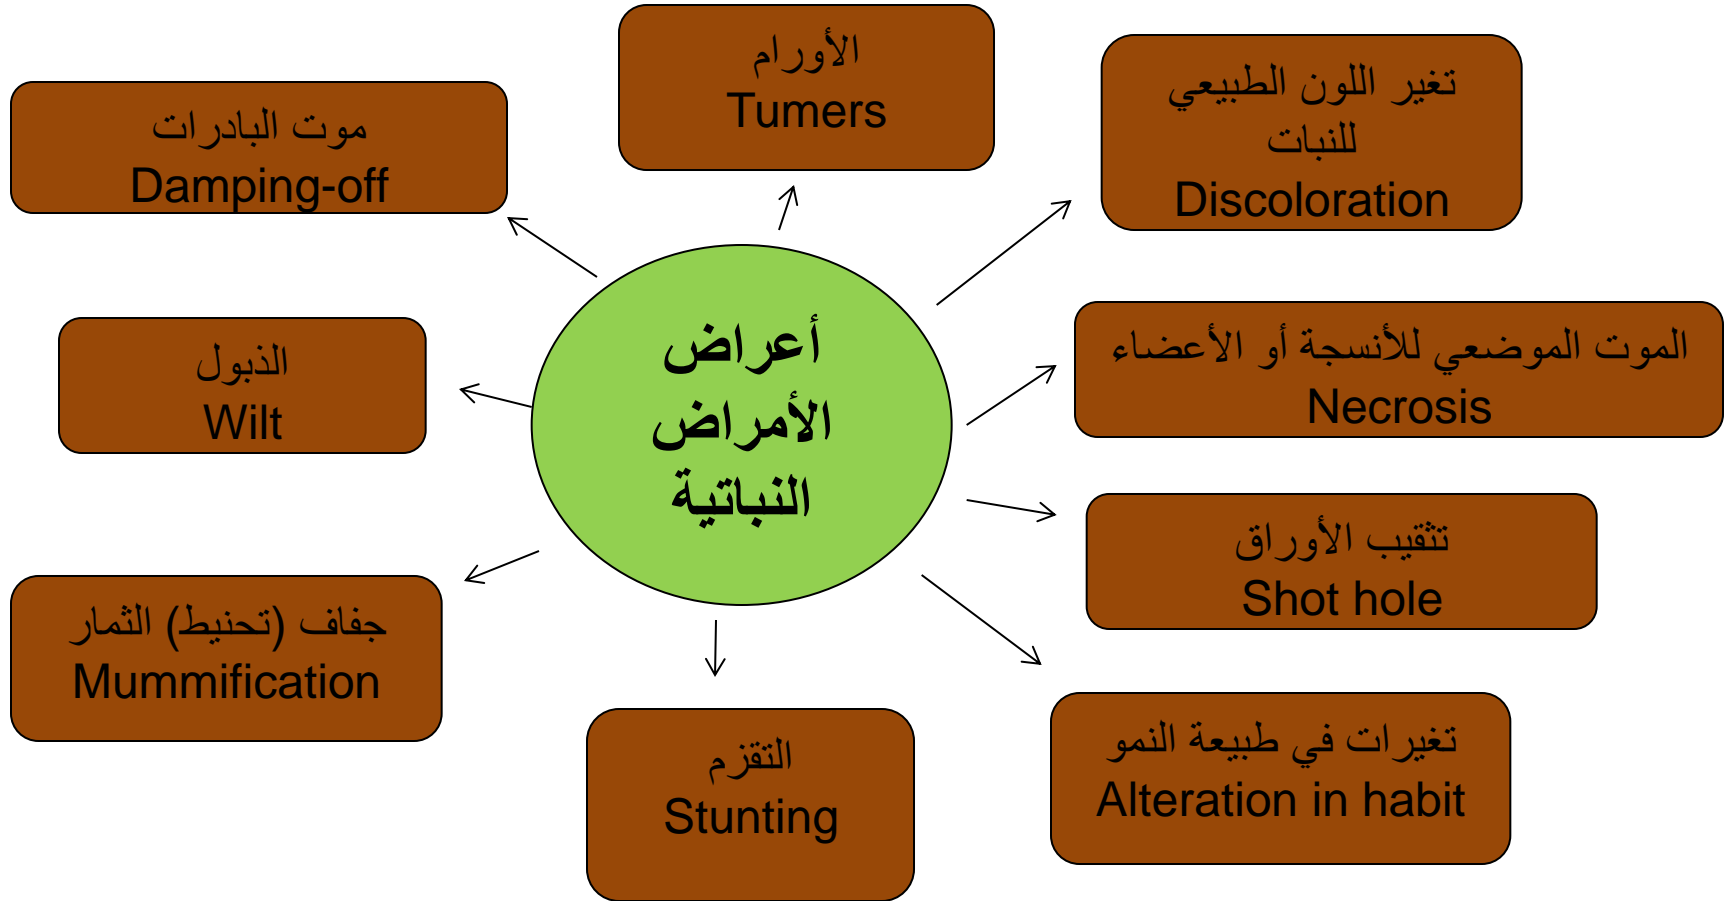 الأورام
Tumers
تغير اللون الطبيعي
للنبات
Discoloration
موت البادرات
Damping-off
أعراض
الأمراض
النباتية
الموت الموضعي للأنسجة أو الأعضاء
Necrosis
الذبول
Wilt
تثقيب الأوراق
Shot hole
جفاف (تحنيط) الثمار
Mummification
تغيرات في طبيعة النمو
Alteration in habit
التقزم
Stunting